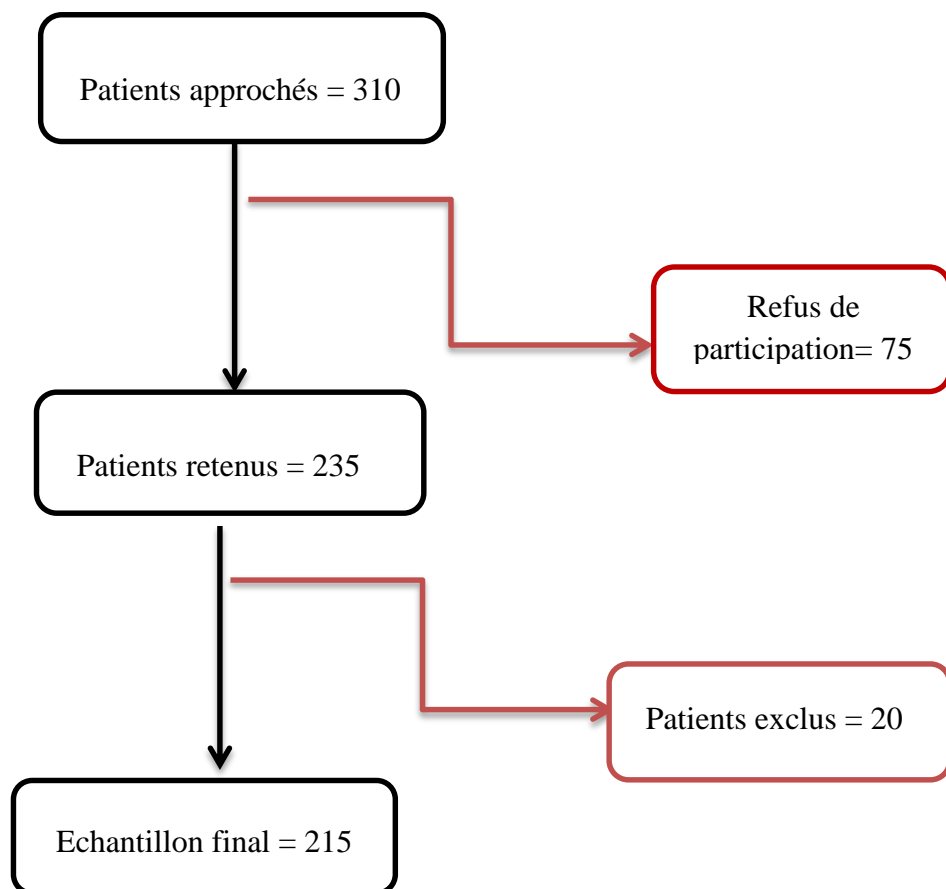 Patients approchés = 310
Refus de
participation= 75
Patients retenus = 235
Patients exclus = 20
Echantillon final = 215